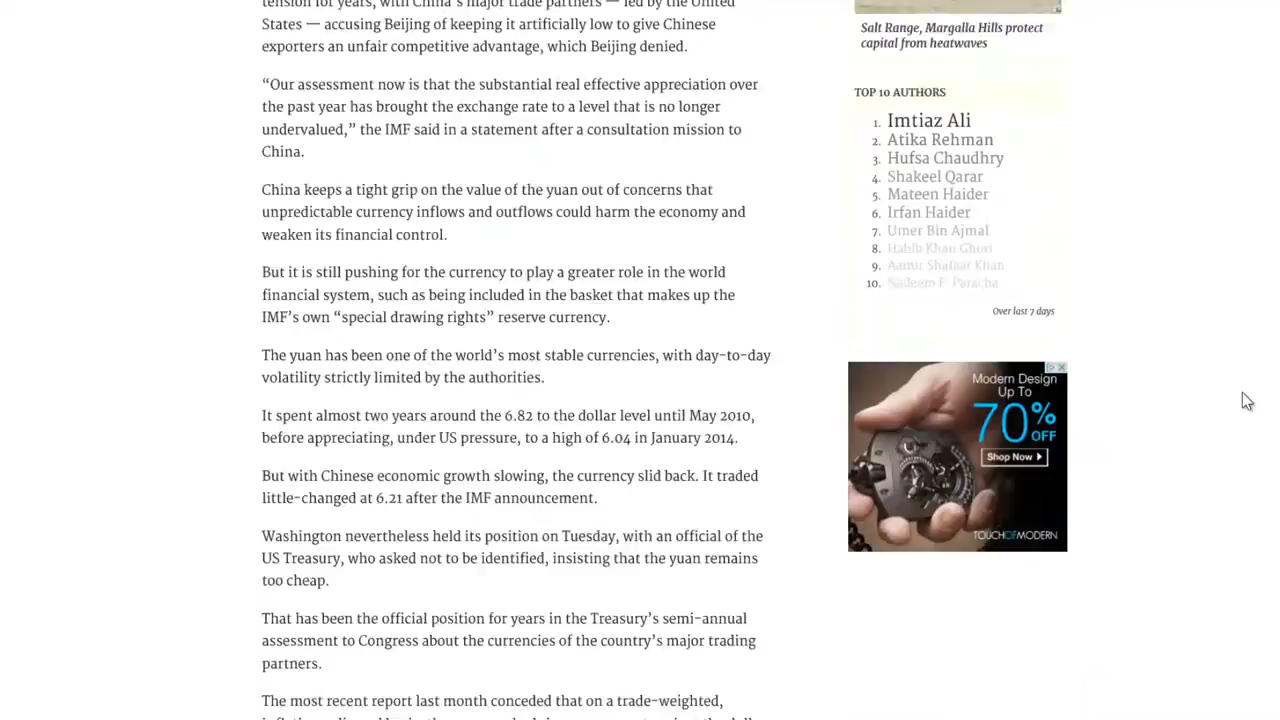 tension for years, with China's major trade partners — led by the United
States — accusing Beijing of keeping it artificially low to give Chinese
exporters an unfair competitive advantage, which Beijing denied.
“Our assessment now is that the substantial real effective appreciation over
the past year has brought the exchange rate to a level that is no longer
undervalued,” the IMF said in a statement after a consultation mission to
China.
China keeps a tight grip on the value of the yuan out of concerns that
unpredictable currency inflows and outflows could harm the economy and
weaken its financial control.
But it is still pushing for the currency to play a greater role in the world
financial system, such as being included in the basket that makes up the
IMF’s own “special drawing rights” reserve currency.
The yuan has been one of the world’s most stable currencies, with day-to-day
volatility strictly limited by the authorities.
It spent almost two years around the 6.82 to the dollar level until May 2010,
before appreciating, under US pressure, to a high of 6.04 in January 2014.
But with Chinese economic growth slowing, the currency slid back. It traded
little-changed at 6.21 after the IMF announcement.
Washington nevertheless held its position on Tuesday, with an official of the
US Treasury, who asked not to be identified, insisting that the yuan remains
too cheap.
That has been the official position for years in the Treasury’s semi-annual
assessment to Congress about the currencies of the country’s major trading
partners.
The most recent report last month conceded that on a trade-weighted,
Salt Range, Margalla Hills protect
capital from heatwaves
TOP 10 AUTHORS
1. Imtiaz Ali
2. Atika Rehman
3. Hufsa Chaudhry
4. Shakeel Qarar
5. Mateen Haider
6. Irfan Haider
7. Umer Bin Ajmal
8. Habib Khan Ghori
9. Aamir Shafaat Khan
10. Nadeem F. Paracha
Over last 7 days
Modern Design
Up To
70%
OFF
Shop Now
TOUCHOFMODERN